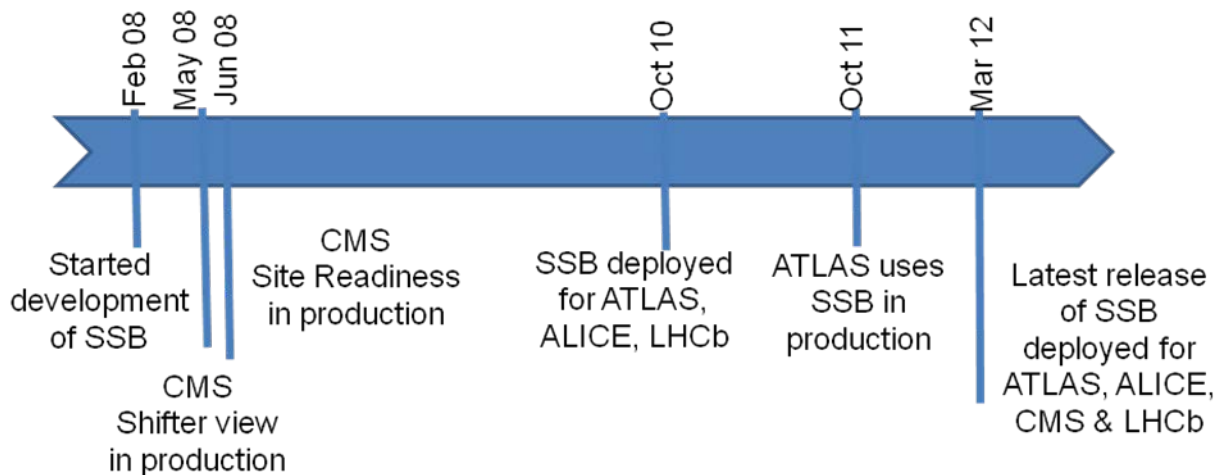 Feb 08
May 08
Jun 08
Oct 10
Oct 11
Mar 12
Started
development
of SSB
CMS
Shifter view
in production
CMS
Site Readiness
in production
SSB deployed
for ATLAS,
ALICE, LHCb
ATLAS uses
SSB in
production
Latest release
of SSB
deployed for
ATLAS, ALICE,
CMS & LHCb